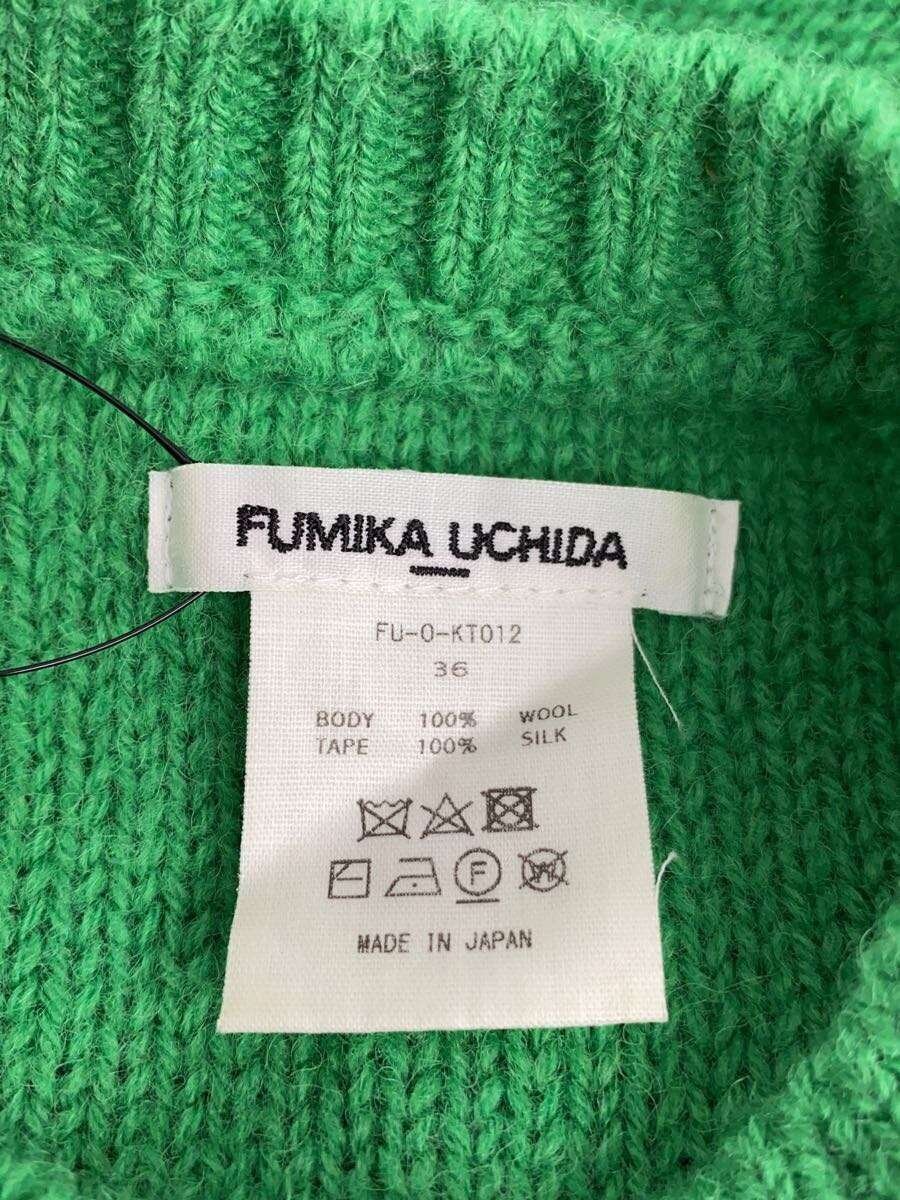 FUMIKA UCHIDA
FU-O-KT012
36
BODY 100% WOOL
TAPE 100% SILK
F
W
MADE IN JAPAN